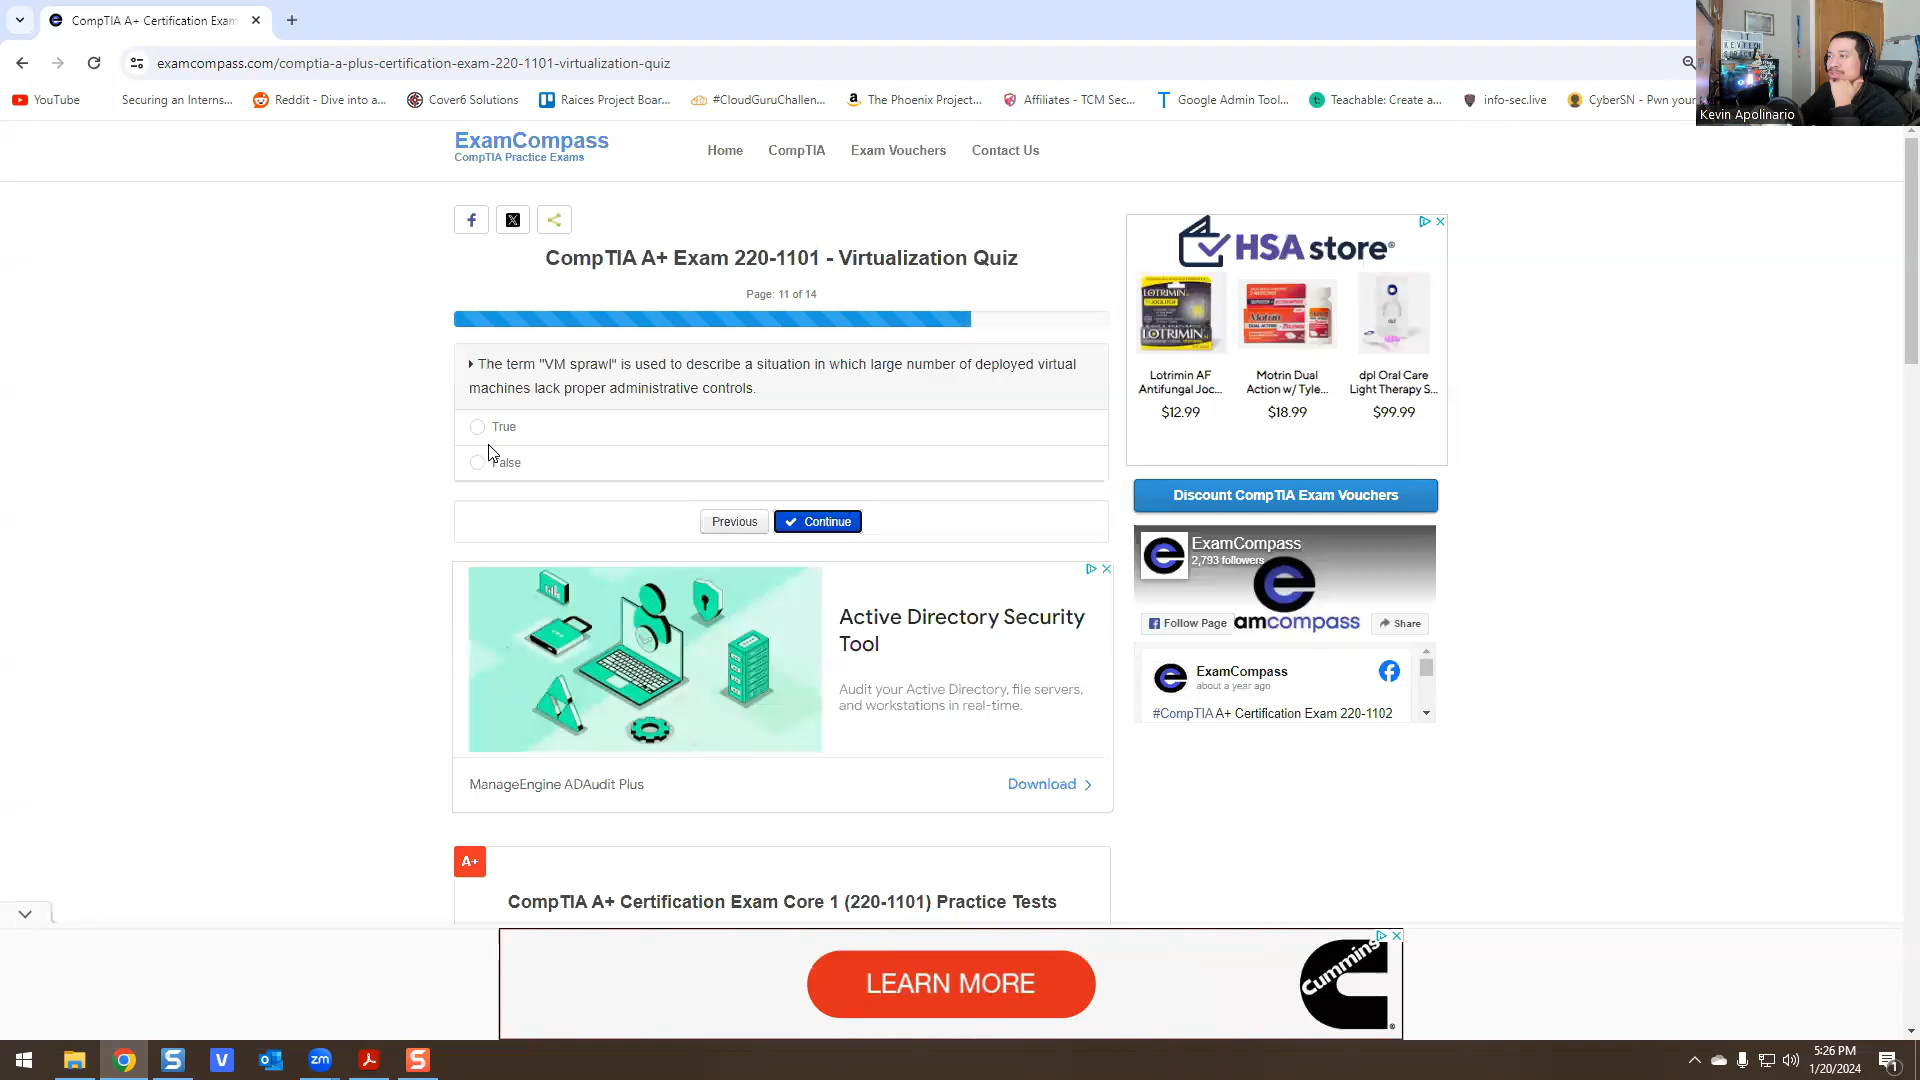 CompTIA A+ Certification Exam
examcompass.com/comptia-a-plus-certification-exam-220-1101-virtualization-quiz
YouTube
Securing an Interns...
Reddit - Dive into a...
Cover6 Solutions
Raices Project Boar...
#CloudGuruChallen...
The Phoenix Project...
Affiliates - TCM Sec...
Google Admin Tool...
Teachable: Create a...
info-sec.live
CyberSN - Pwn your
Kevin Apolinario
ExamCompass
CompTIA Practice Exams
Home
CompTIA
Exam Vouchers
Contact Us
CompTIA A+ Exam 220-1101 - Virtualization Quiz
Page: 11 of 14
The term "VM sprawl" is used to describe a situation in which large number of deployed virtual
machines lack proper administrative controls.
True
False
Previous
Continue
HSA store®
LOTRIMIN
LOTRIMIN
Motrin
Lotrimin AF
Antifungal Joc...
$12.99
Motrin Dual
Action w/ Tyle...
$18.99
dpl Oral Care
Light Therapy S...
$99.99
Discount CompTIA Exam Vouchers
ExamCompass
2,793 followers
Follow Page
amcompass
Share
ExamCompass
about a year ago
#CompTIA A+ Certification Exam 220-1102
Active Directory Security
Tool
Audit your Active Directory, file servers,
and workstations in real-time.
ManageEngine ADAudit Plus
Download
A+
CompTIA A+ Certification Exam Core 1 (220-1101) Practice Tests
LEARN MORE
Cummins
5:26 PM
1/20/2024